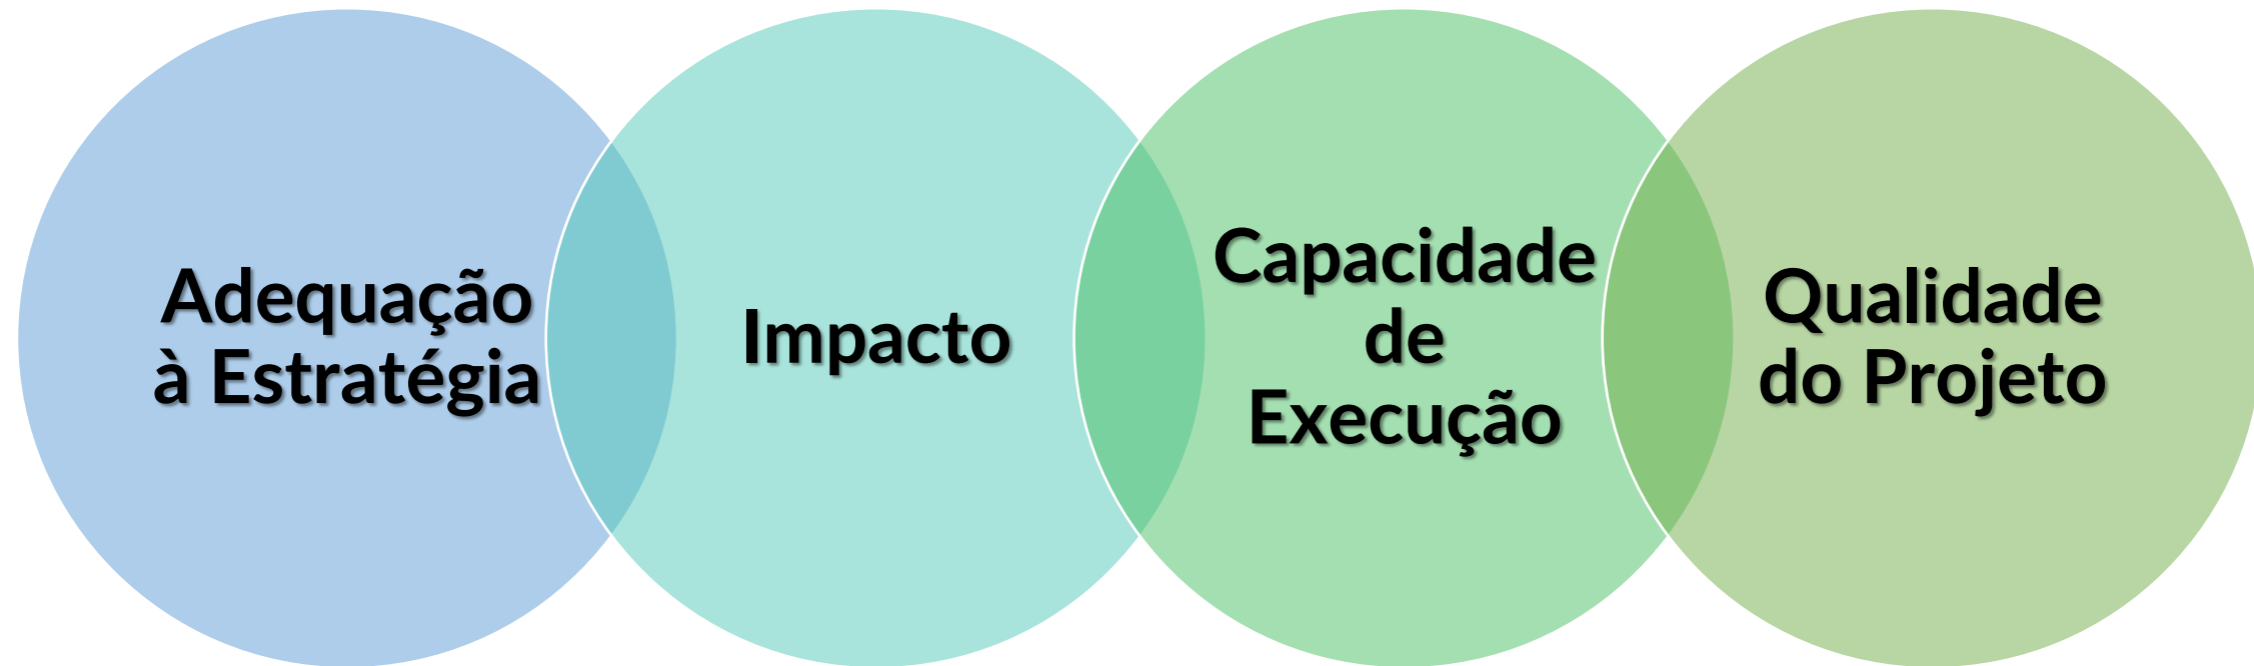 Adequação
à Estratégia
Impacto
Capacidade
de
Execução
Qualidade
do Projeto